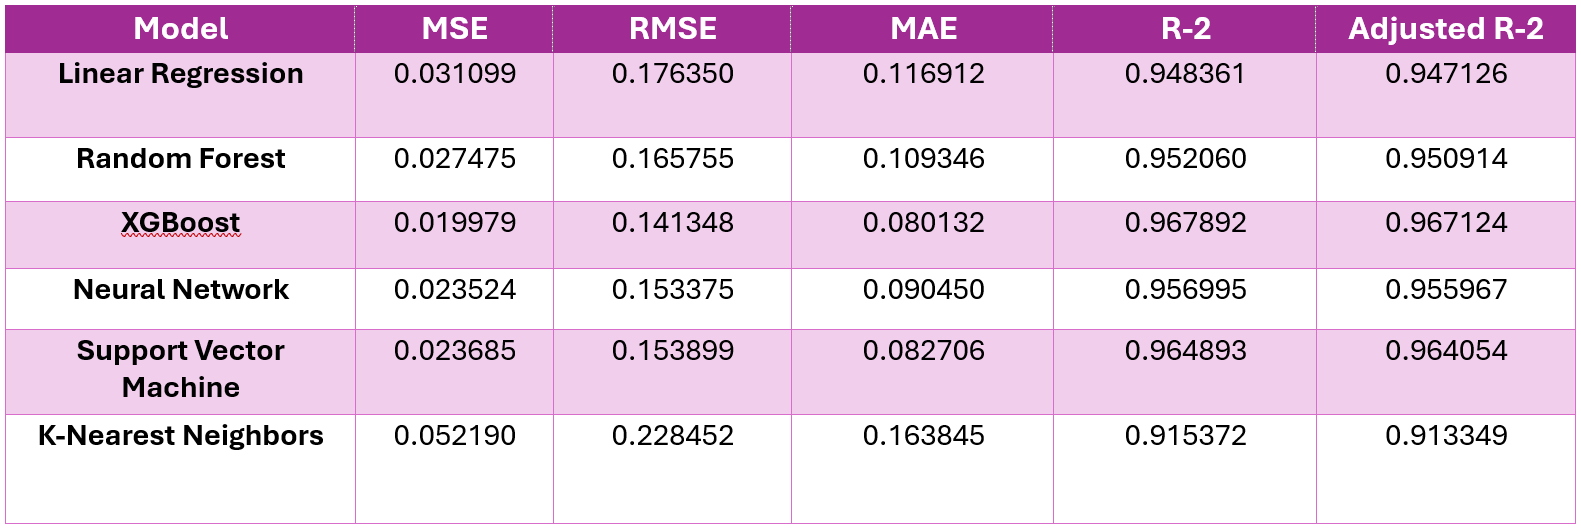 Model MSE RMSE MAE R-2 Adjusted R-2
Linear Regression 0.031099 0.176350 0.116912 0.948361 0.947126
Random Forest 0.027475 0.165755 0.109346 0.952060 0.950914
XGBoost 0.019979 0.141348 0.080132 0.967892 0.967124
Neural Network 0.023524 0.153375 0.090450 0.956995 0.955967
Support Vector 0.023685 0.153899 0.082706 0.964893 0.964054
Machine
K-Nearest Neighbors 0.052190 0.228452 0.163845 0.915372 0.913349